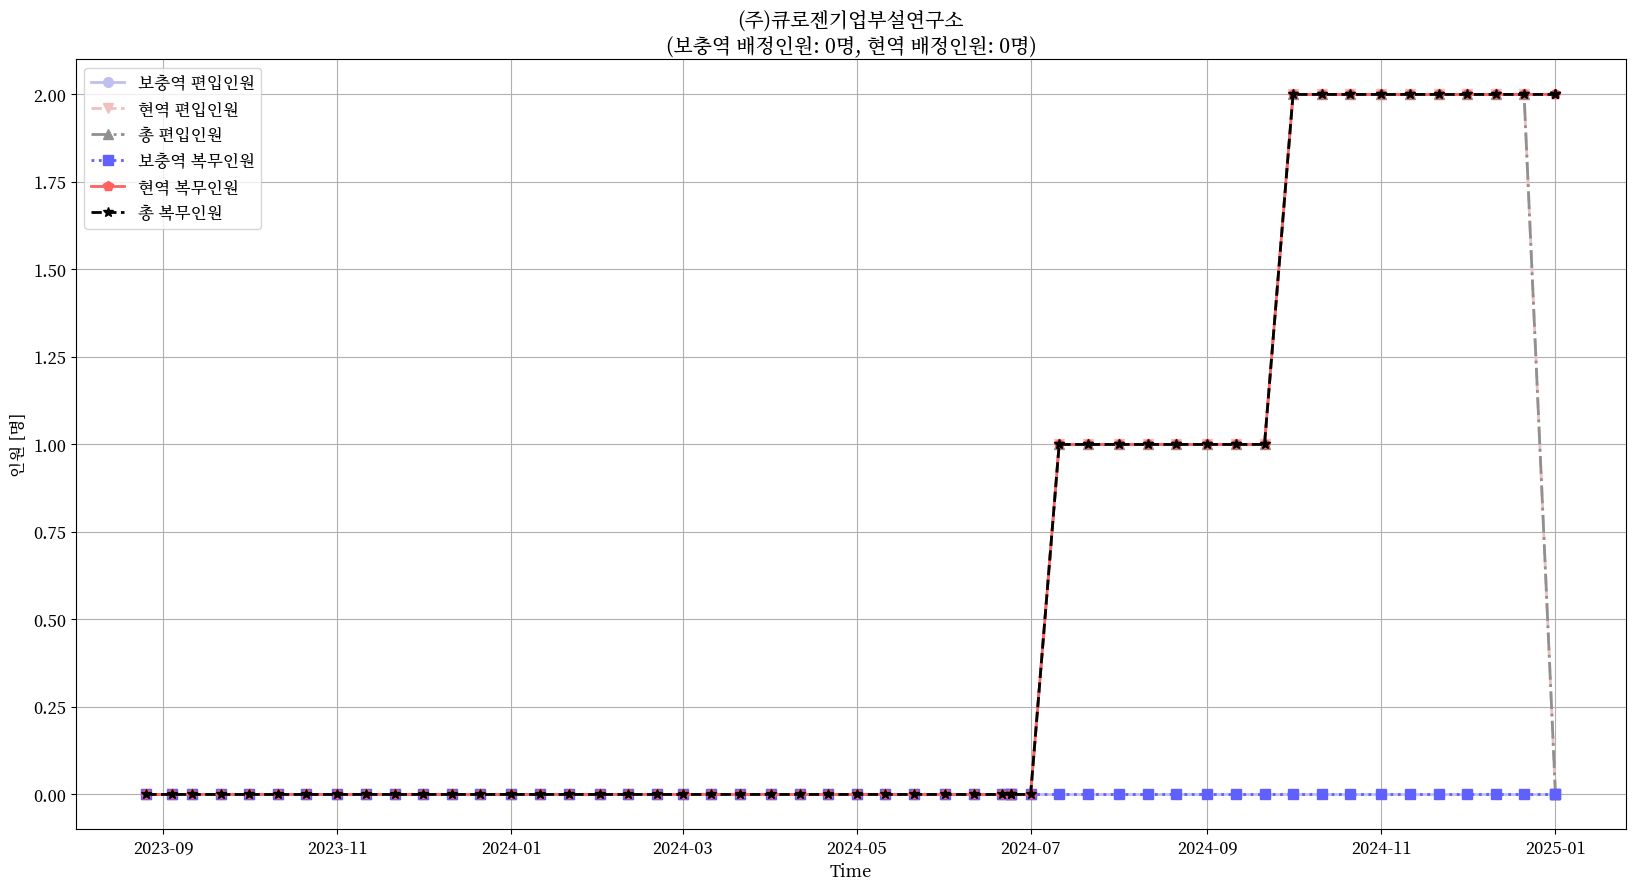 (주)큐로젠기업부설연구소
(보충역 배정인원: 0명, 현역 배정인원: 0명)
보충역 편입인원
현역 편입인원
총 편입인원
보충역 복무인원
현역 복무인원
총 복무인원
2.00
1.75
1.50
1.25
1.00
0.75
0.50
0.25
0.00
인원 [명]
2023-09 2023-11 2024-01 2024-03 2024-05 2024-07 2024-09 2024-11 2025-01
Time